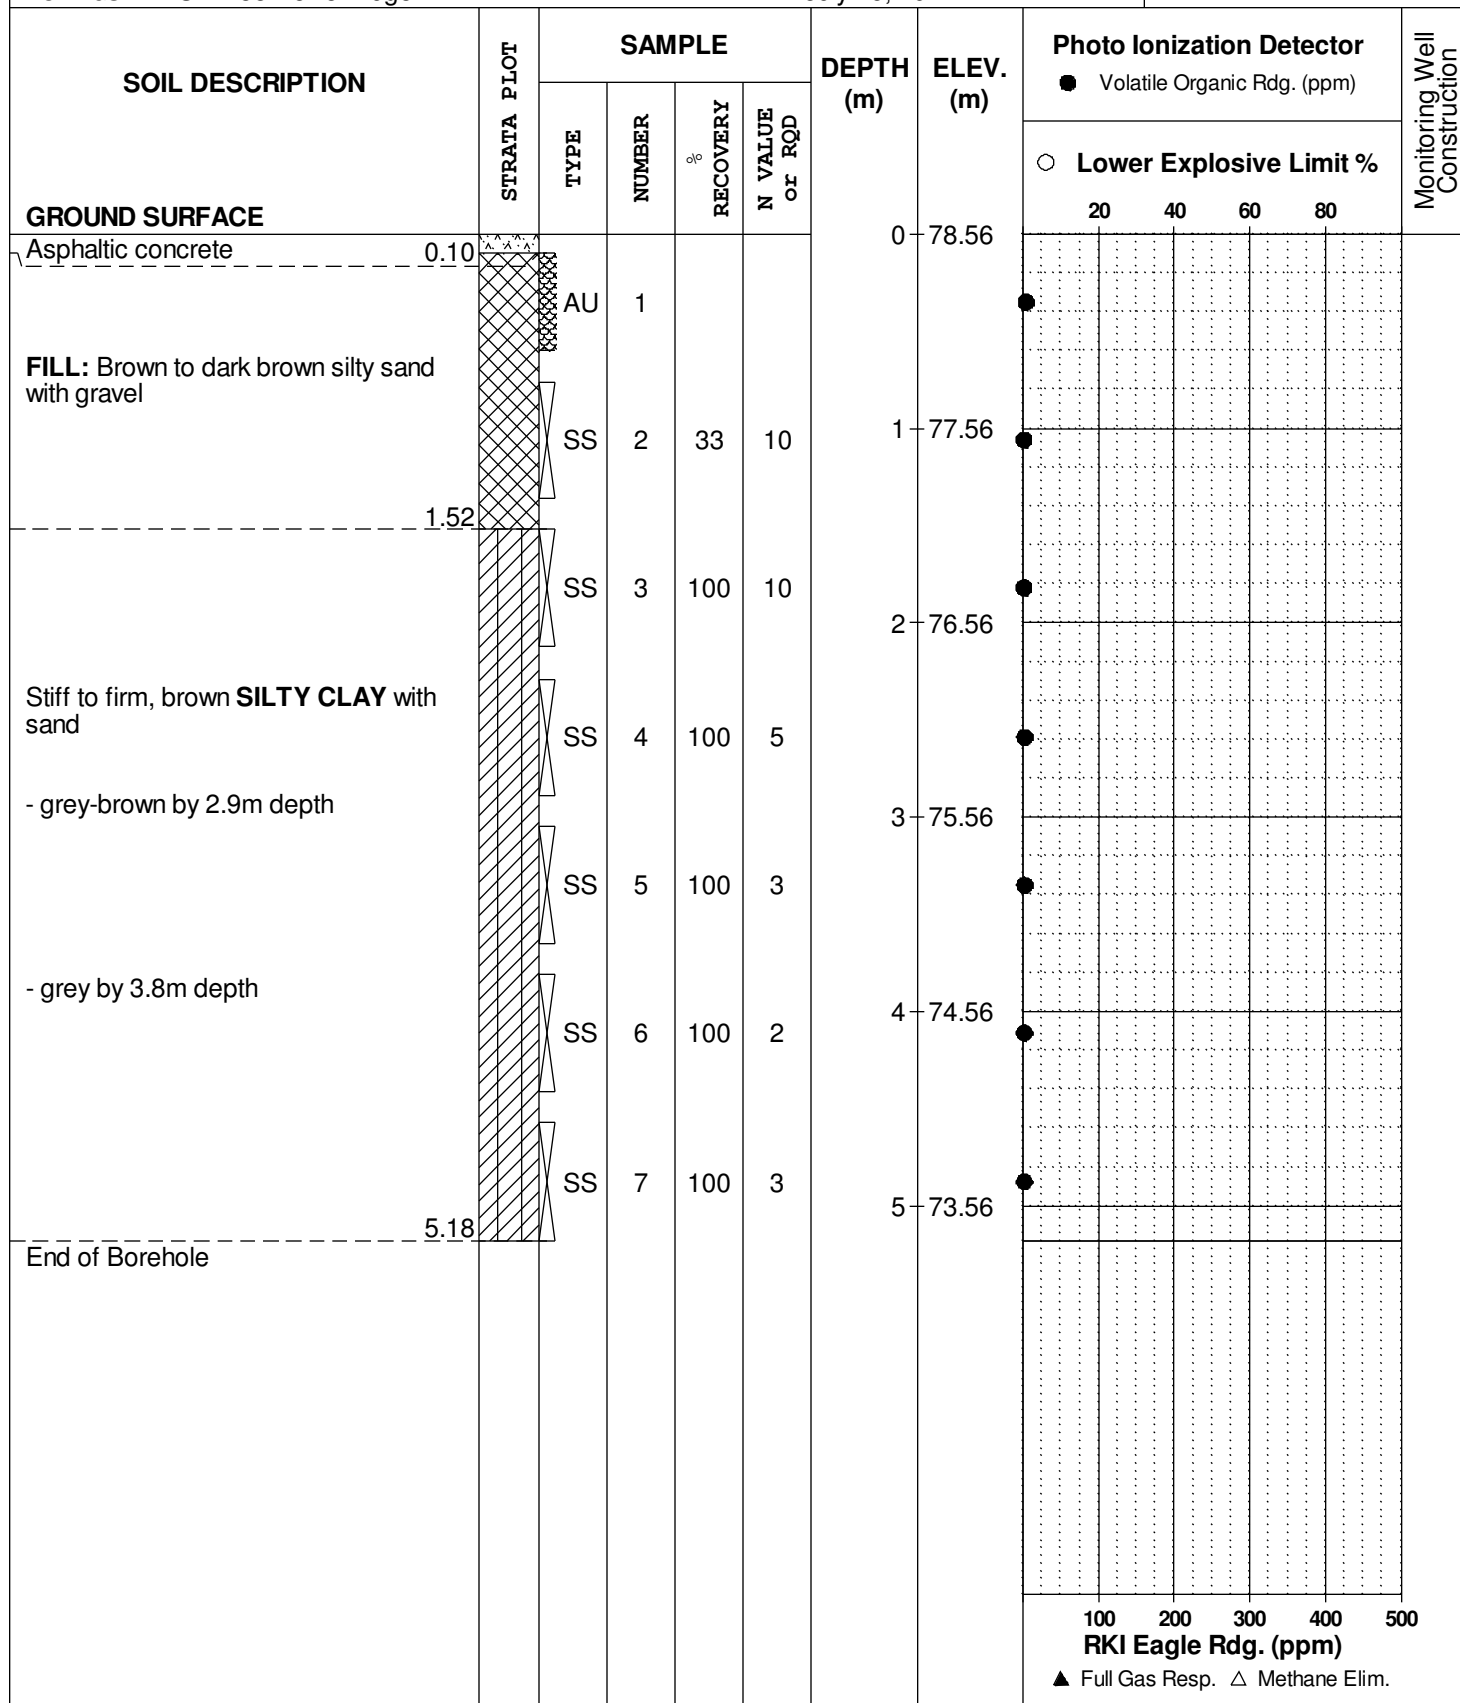 SOIL DESCRIPTION
GROUND SURFACE
STRATA PLOT
SAMPLE
TYPE
NUMBER
%
RECOVERY
N VALUE
or RQD
DEPTH
(m)
ELEV.
(m)
Photo Ionization Detector
● Volatile Organic Rdg. (ppm)
○ Lower Explosive Limit %
20 40 60 80
Monitoring Well
Construction
0 78.56
Asphaltic concrete 0.10
AU 1
FILL: Brown to dark brown silty sand
with gravel
1 77.56
SS 2 33 10
1.52
SS 3 100 10
2 76.56
Stiff to firm, brown SILTY CLAY with
sand
SS 4 100 5
- grey-brown by 2.9m depth
3 75.56
SS 5 100 3
- grey by 3.8m depth
4 74.56
SS 6 100 2
SS 7 100 3
5 73.56
5.18
End of Borehole
100 200 300 400 500
RKI Eagle Rdg. (ppm)
▲ Full Gas Resp. △ Methane Elim.